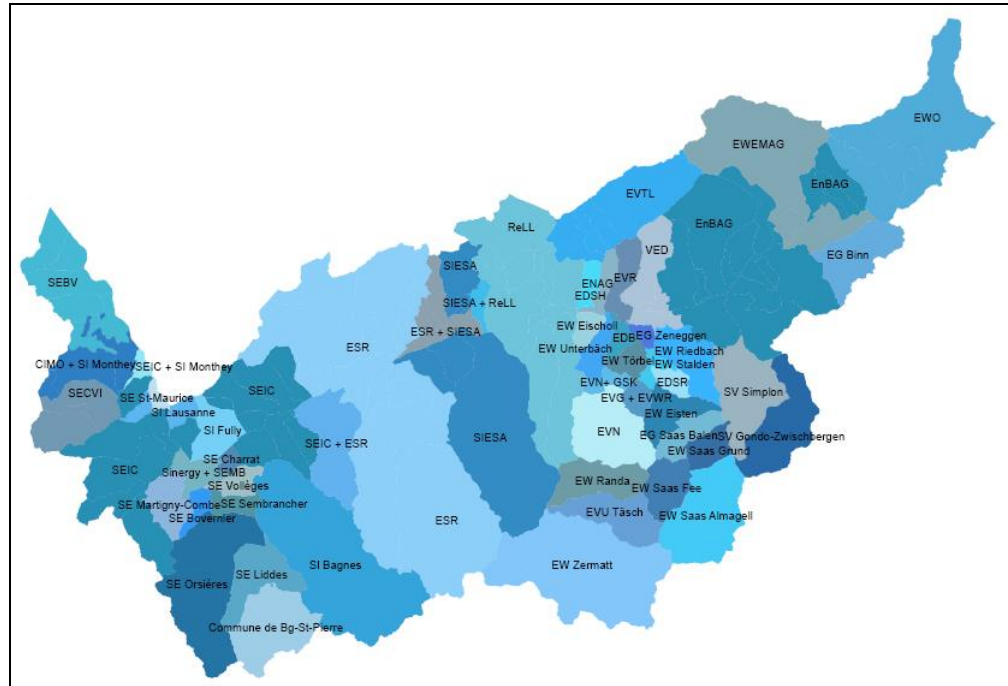 EWO
EWEMAG
EnBAG
EVTL
EnBAG
ReLL
VED
EG Binn
SIESA
EVR
SEBV
ENAG
EDSH
SIESA + ReLL
EW Eischoll
ESR + SIESA
EDB
EG Zeneggen
ESR
EW Unterbäch
EW Riedbach
EW Törbel
EW Stalden
CIMO + SI Monthey
SEIC + SI Monthey
EVN+ GSK
EDSR
SEIC
SV Simplon
SECVI
SE St-Maurice
EVG + EVWR
SI Lausanne
EW Eisten
SI Fully
EVN
SIESA
EG Saas Balen
SV Gondo-Zwischbergen
SEIC + ESR
EW Saas Grund
SE Charrat
SEIC
Sinergy + SEMB
SE Vollèges
EW Randa
EW Saas Fee
SE Martigny-Combe
SE Sembrancher
EVU Täsch
EW Saas Almagell
SE Bovernier
ESR
SI Bagnes
EW Zermatt
SE Liddes
SE Orsières
Commune de Bg-St-Pierre